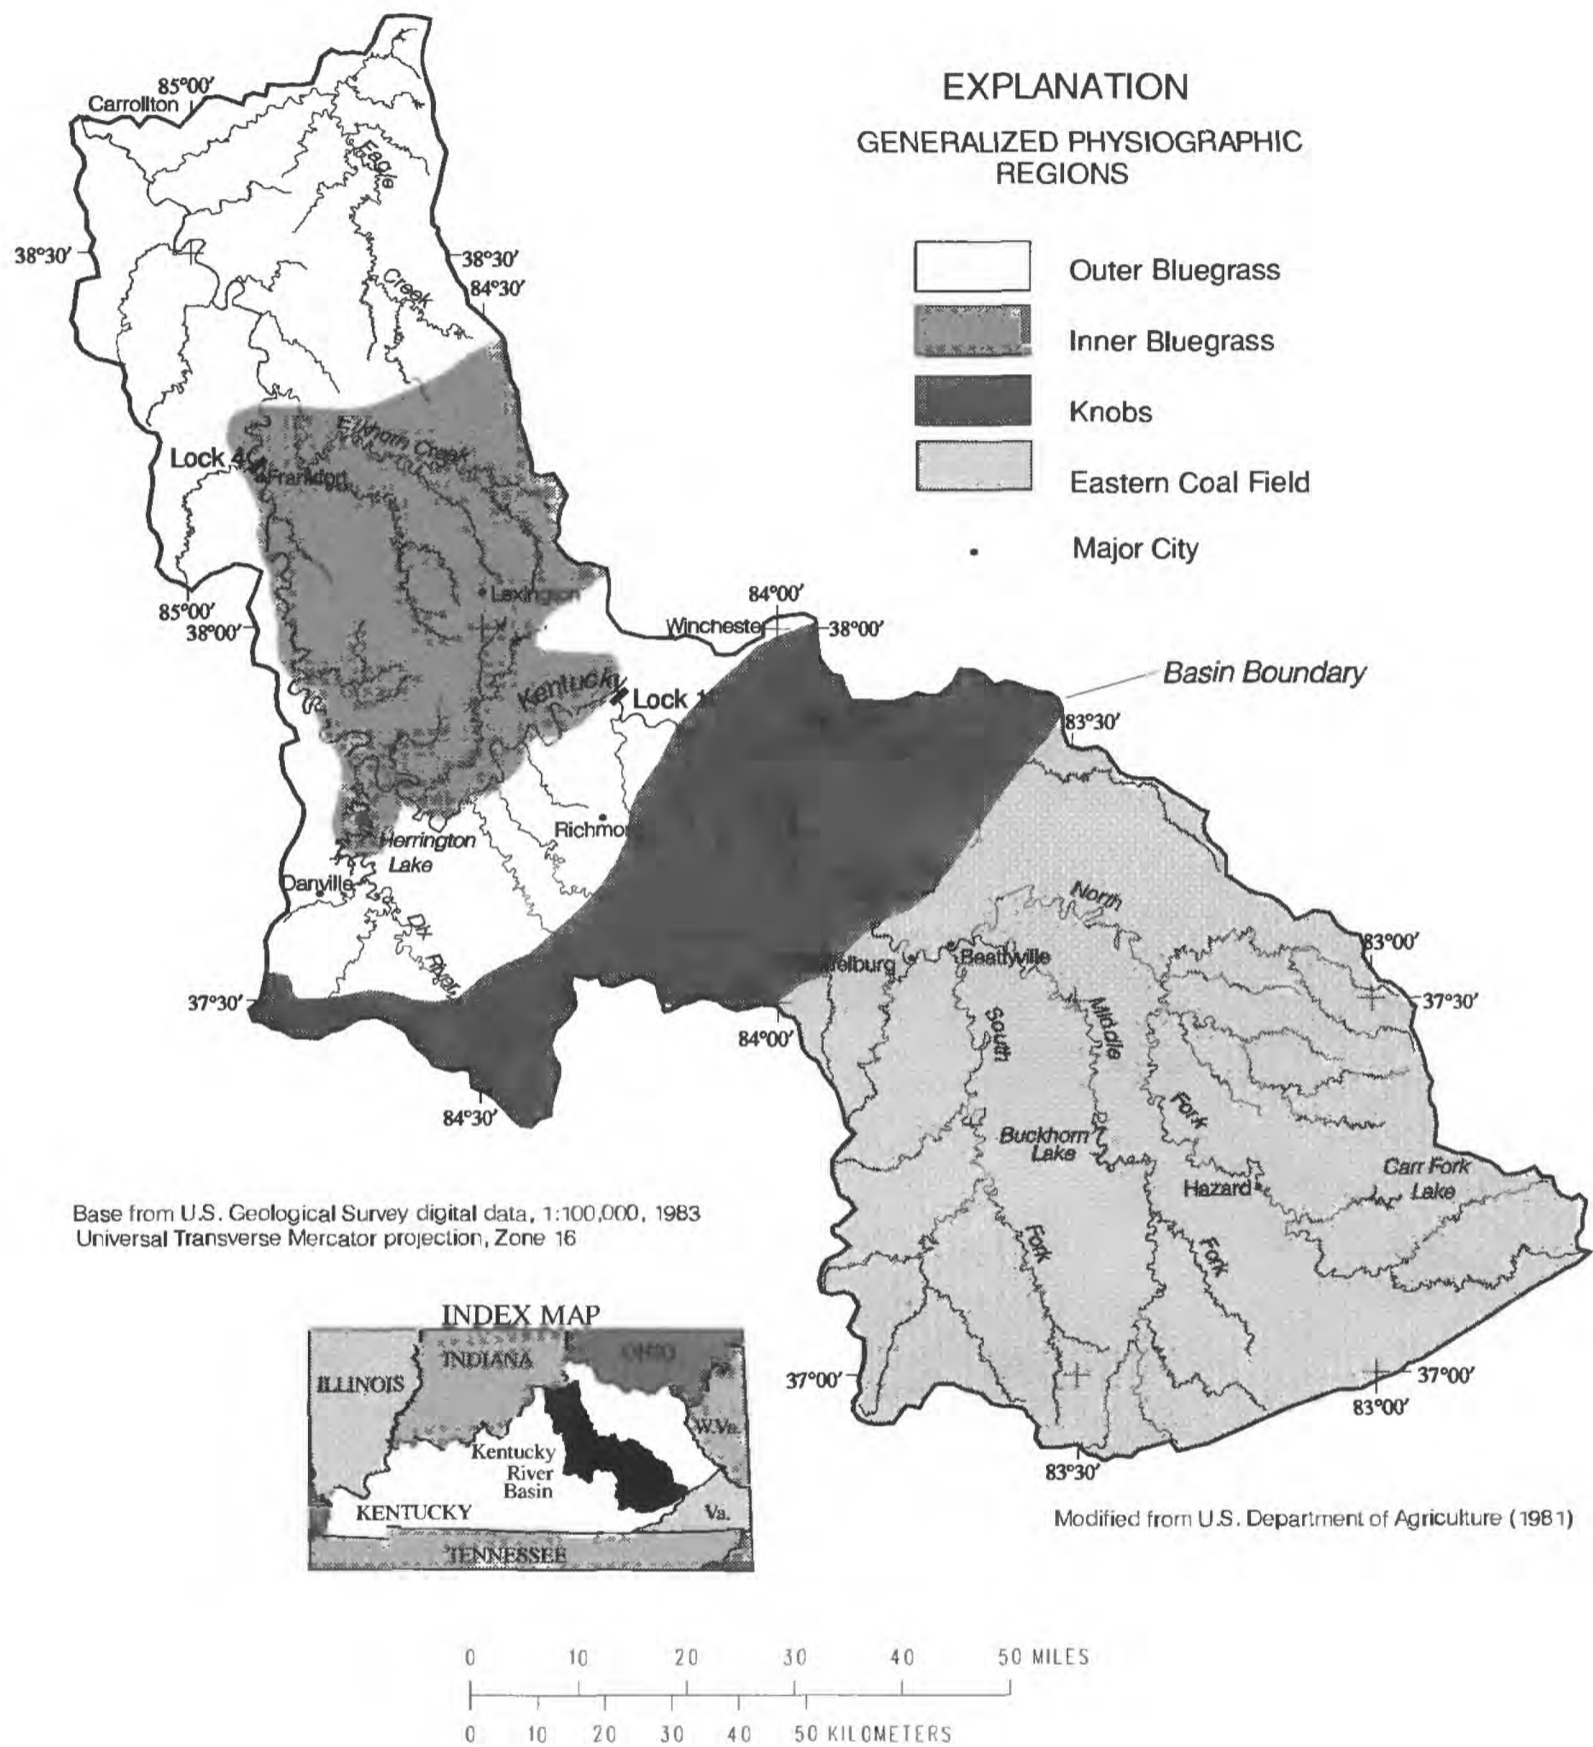 EXPLANATION
GENERALIZED PHYSIOGRAPHIC
REGIONS
Outer Bluegrass
Inner Bluegrass
Knobs
Eastern Coal Field
Major City
85°00′
Carrollton
Eagle
38°30′
38°30′
84°30′
Creek
Elkhorn Creek
Lock 4
Frankfort
Lexington
85°00′
38°00′
84°00′
Wincheste
38°00′
Basin Boundary
Kentucky
Lock 1
83°30′
Richmo
Herrington
Lake
Danville
Dix
River
North
83°00′
elburg
Beattyville
37°30′
37°30′
84°00′
South
Middle
84°30′
Fork
Buckhorn
Lake
Carr Fork
Lake
Hazard
Fork
Fork
Base from U.S. Geological Survey digital data, 1:100,000, 1983
Universal Transverse Mercator projection, Zone 16
INDEX MAP
INDIANA
OHIO
ILLINOIS
W.Va.
Kentucky
River
Basin
KENTUCKY
Va.
TENNESSEE
37°00′
37°00′
83°00′
83°30′
Modified from U.S. Department of Agriculture (1981)
0 10 20 30 40 50 MILES
0 10 20 30 40 50 KILOMETERS